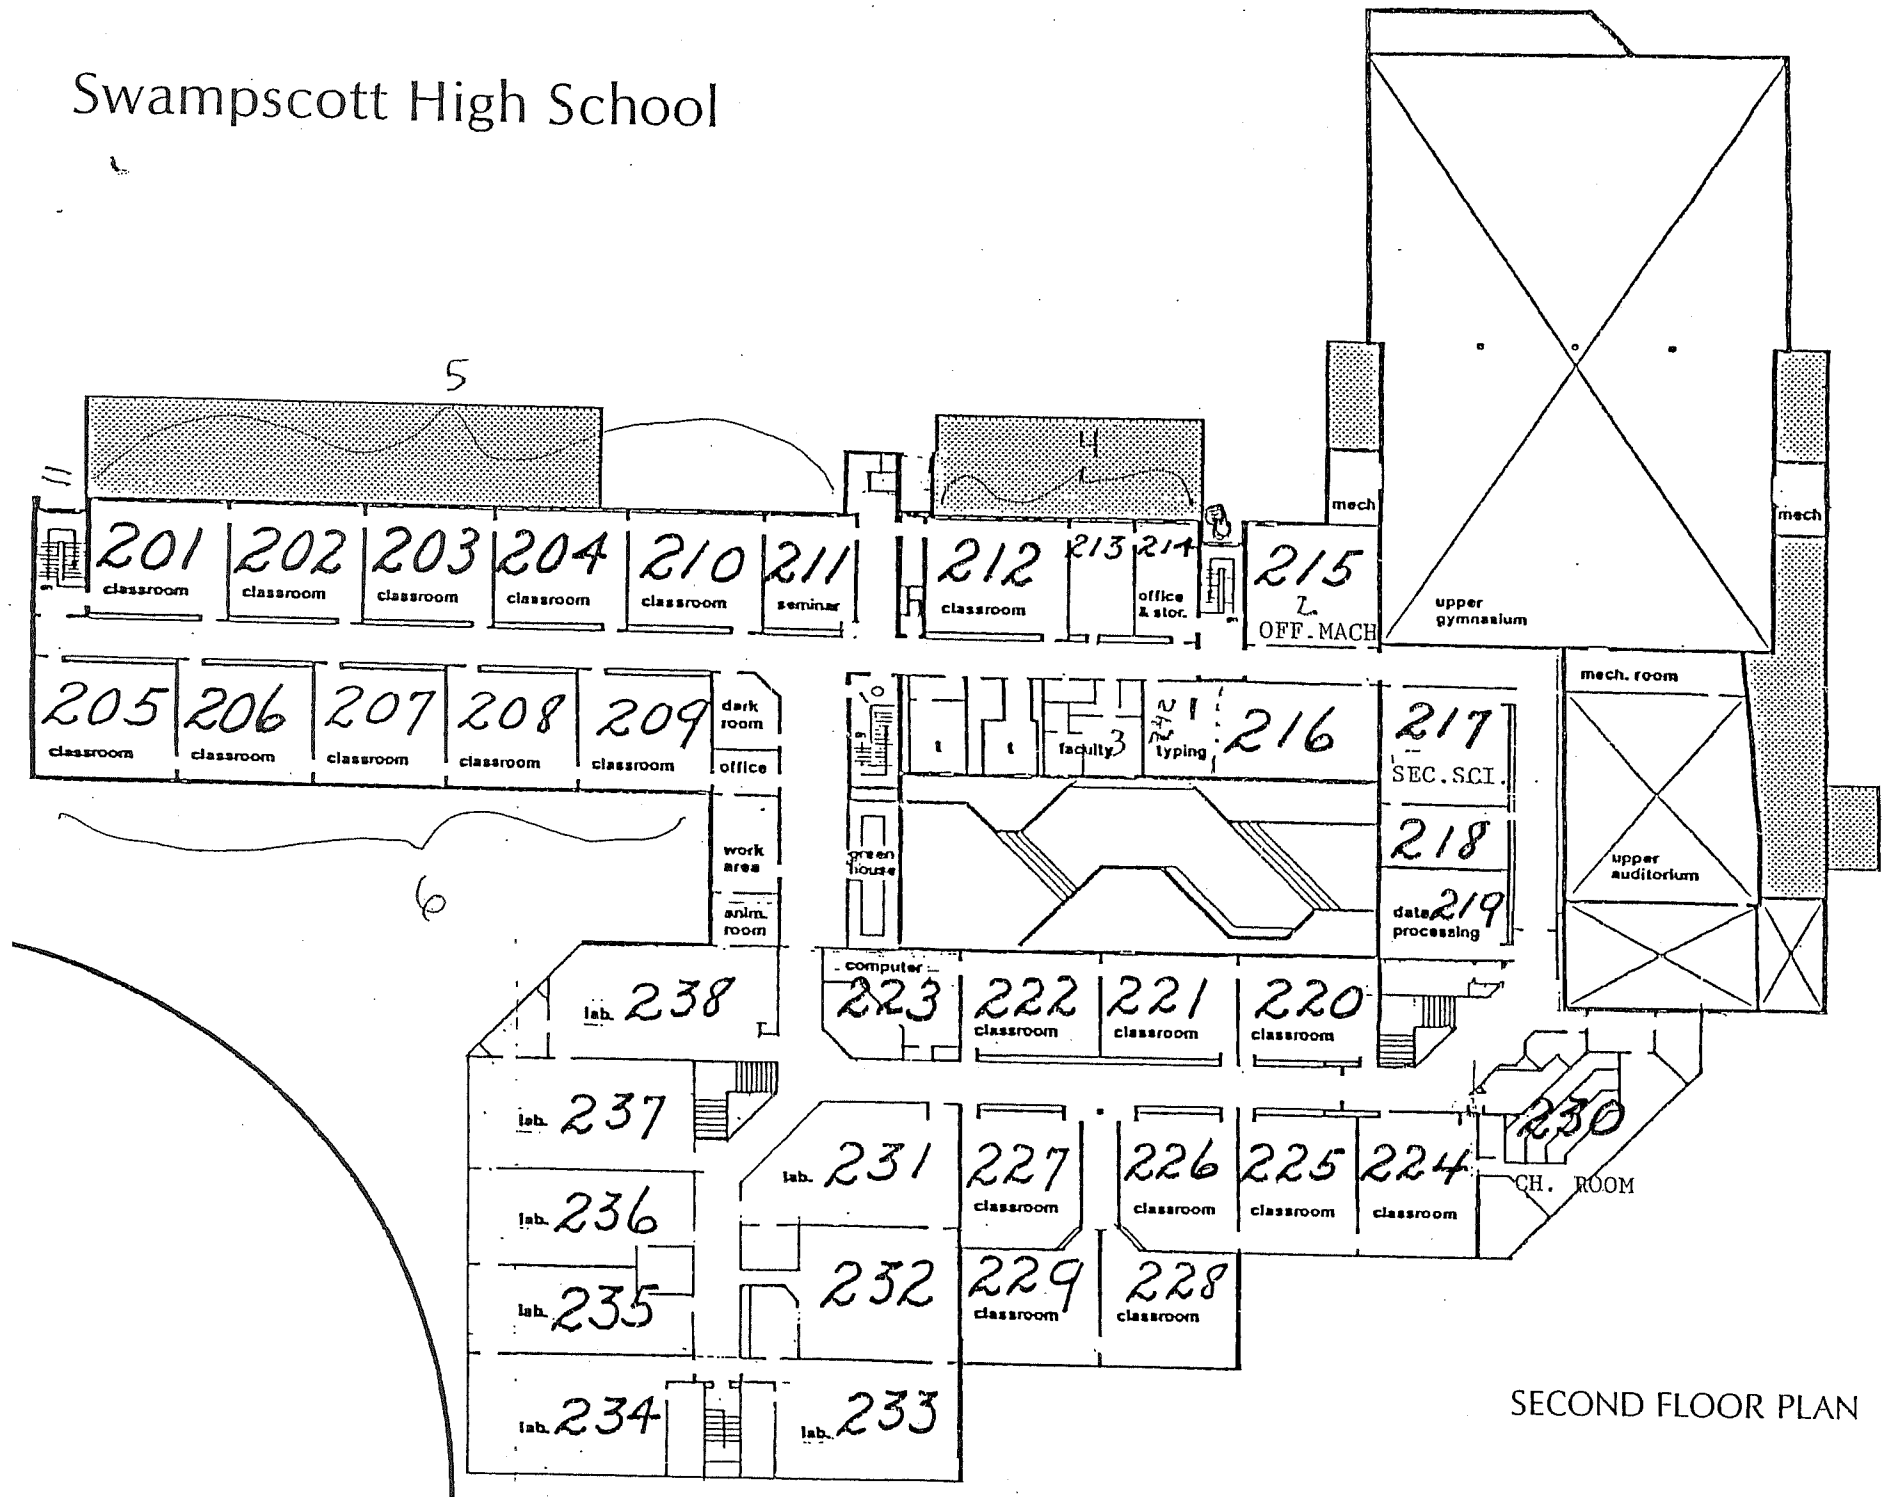 Swampscott High School
5
4
11
mech
mech
201
classroom
202
classroom
203
classroom
204
classroom
210
classroom
211
seminar
212
classroom
213
214
office
& stor.
215
2.
OFF.MACH
upper
gymnasium
mech. room
205
classroom
206
classroom
207
classroom
208
classroom
209
classroom
dark
room
office
10
t
t
faculty 3
242
1
typing
216
217
SEC.SCI.
6
work
area
green
house
218
upper
auditorium
anim.
room
data 219
processing
lab. 238
computer
223
222
classroom
221
classroom
220
classroom
lab. 237
lab. 231
227
classroom
226
classroom
225
classroom
224
classroom
230
CH. ROOM
lab. 236
lab. 235
232
229
classroom
228
classroom
lab. 234
lab. 233
SECOND FLOOR PLAN